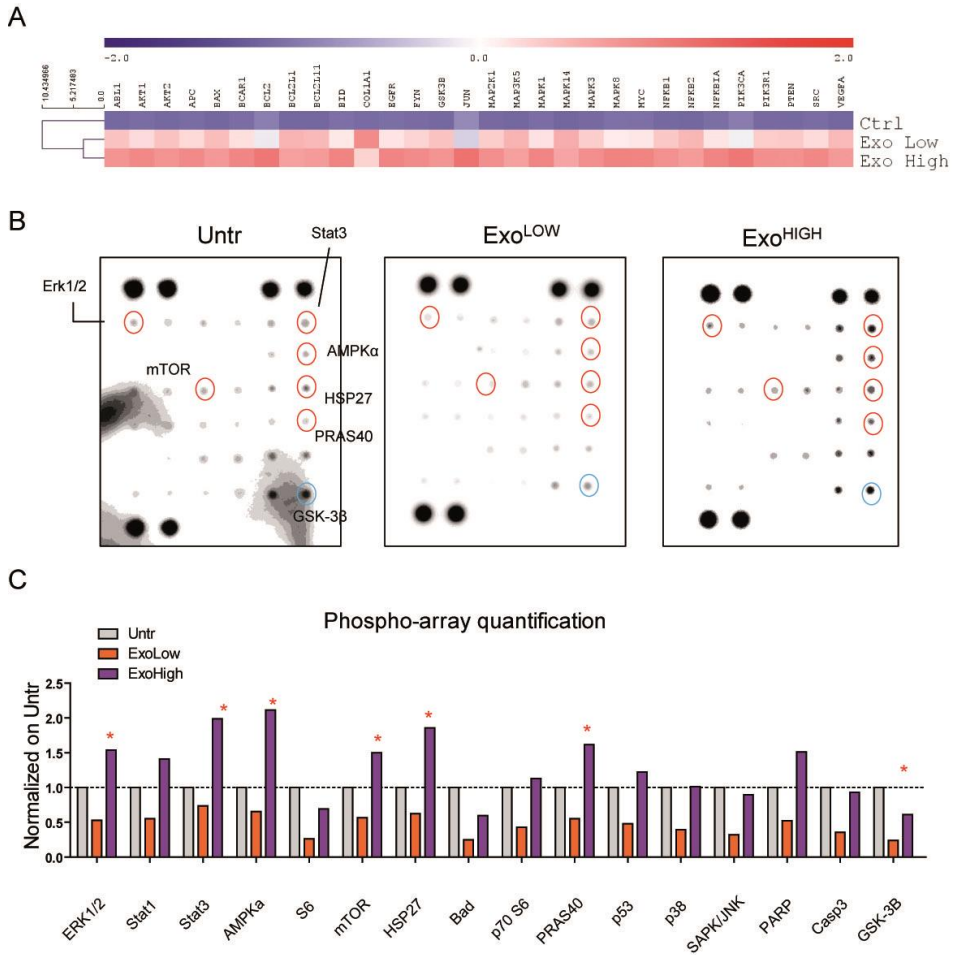 A
-2.0 0.0 2.0
10.434966 5.217483 0.0
ABL1 AKT1 AKT2 APC BAX BCAR1 BCL2 BCL2L1 BCL2L11 BID COL1A1 EGFR FYN GSK3B JUN MAP2K1 MAP3K5 MAPK1 MAPK14 MAPK3 MAPK8 MYC NFKB1 NFKB2 NFKBIA PIK3CA PIK3R1 PTEN SRC VEGFA
Ctrl
Exo Low
Exo High
B
Untr
Stat3
ExoLOW
ExoHIGH
Erk1/2
AMPKα
mTOR
HSP27
PRAS40
GSK-3β
C
Phospho-array quantification
Untr
ExoLow
ExoHigh
Normalized on Untr
2.5
2.0
1.5
1.0
0.5
0.0
* * * * * * *
ERK1/2 Stat1 Stat3 AMPKa S6 mTOR HSP27 Bad p70 S6 PRAS40 p53 p38 SAPK/JNK PARP Casp3 GSK-3B